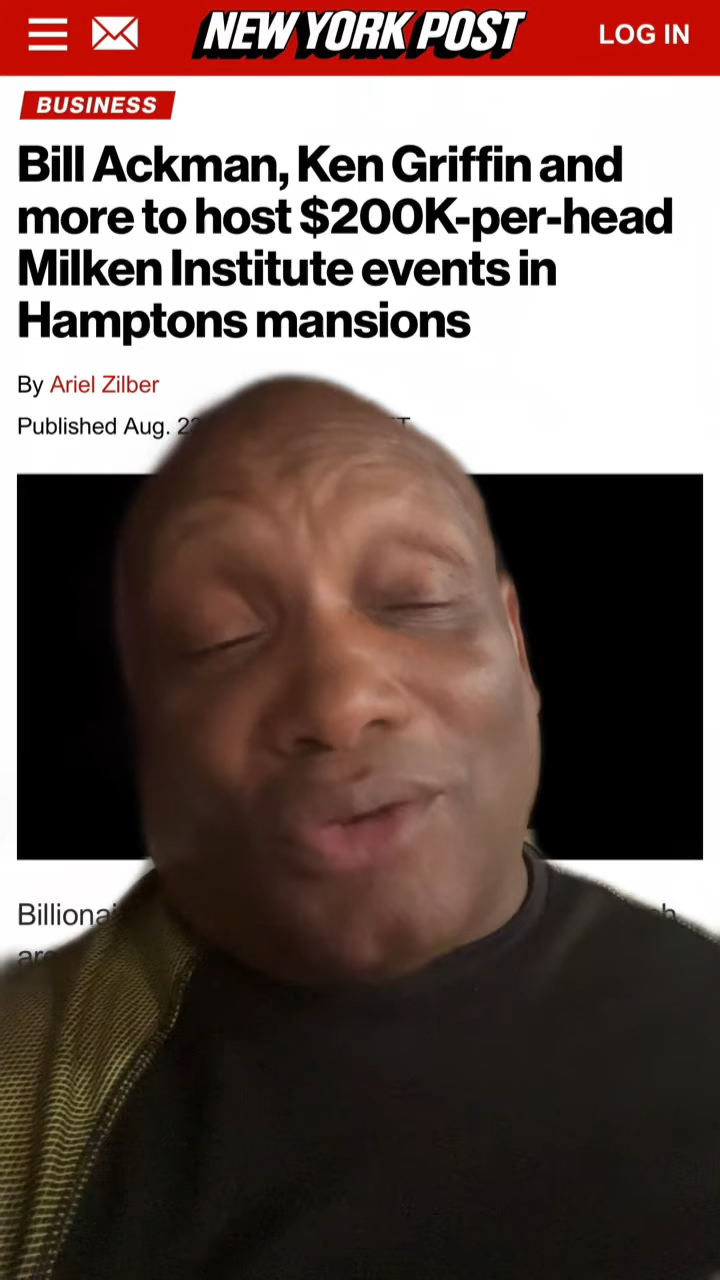 NEW YORK POST
LOG IN
BUSINESS
Bill Ackman, Ken Griffin and
more to host $200K-per-head
Milken Institute events in
Hamptons mansions
By Ariel Zilber
Published Aug.